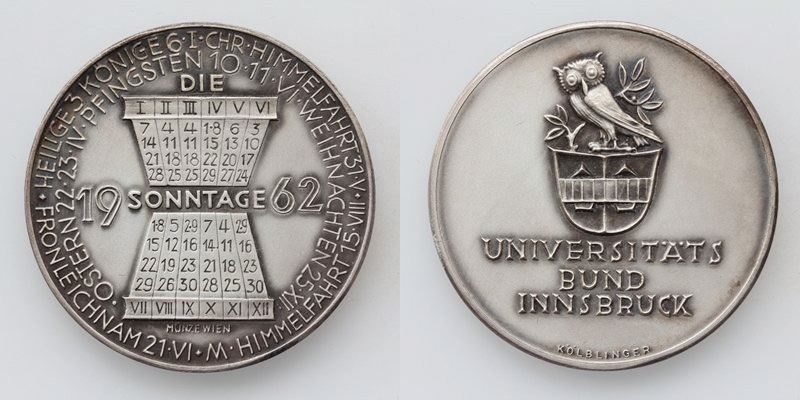 HEILIGE 3 KÖNIGE 6·I·CHR·HIMMELFAHRT 31·V·
FRONLEICHNAM 21·VI • M·HIMMELFAHRT 15·VIII
OSTERN 22·23·IV·PFINGSTEN 10·11·VI·WEIHNACHTEN 25·XII·
DIE
I II III IV V VI
7 4 4 1·8 6 3
14 11 11 15 13 10
21 18 18 22 20 17
28 25 25 29 27 24
19 SONNTAGE 62
1·8 5 2·9 7 4 2·9
15 12 16 14 11 16
22 19 23 21 18 23
29 26 30 28 25 30
VII VIII IX X XI XII
MÜNZE WIEN
UNIVERSITÄTS
BUND
INNSBRUCK
KÖLBLINGER